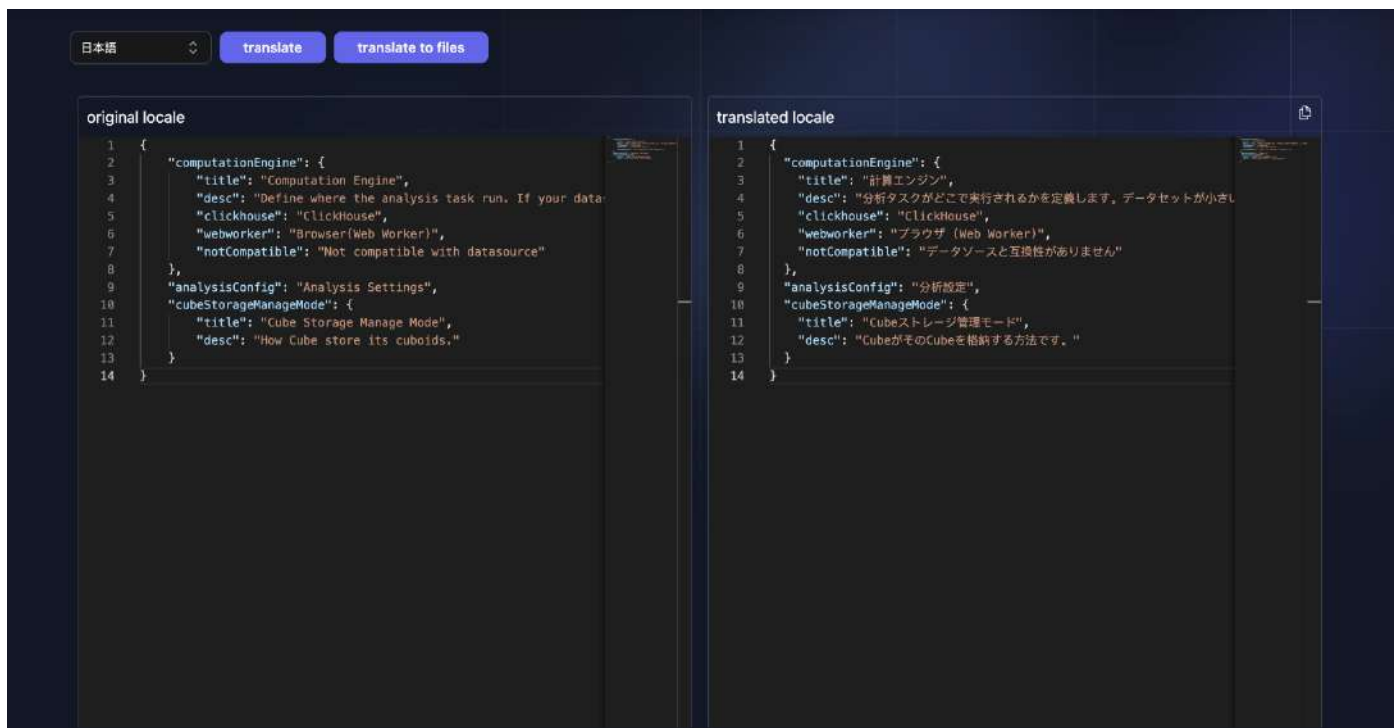 日本語
translate
translate to files
original locale
1 {
2 "computationEngine": {
3 "title": "Computation Engine",
4 "desc": "Define where the analysis task run. If your data
5 "clickhouse": "ClickHouse",
6 "webworker": "Browser(Web Worker)",
7 "notCompatible": "Not compatible with datasource"
8 },
9 "analysisConfig": "Analysis Settings",
10 "cubeStorageManageMode": {
11 "title": "Cube Storage Manage Mode",
12 "desc": "How Cube store its cuboids."
13 }
14 }
translated locale
1 {
2 "computationEngine": {
3 "title": "計算エンジン",
4 "desc": "分析タスクがどこで実行されるかを定義します。データセットが小さい
5 "clickhouse": "ClickHouse",
6 "webworker": "ブラウザ (Web Worker)",
7 "notCompatible": "データソースと互換性がありません"
8 },
9 "analysisConfig": "分析設定",
10 "cubeStorageManageMode": {
11 "title": "Cubeストレージ管理モード",
12 "desc": "CubeがそのCubeを格納する方法です。"
13 }
14 }